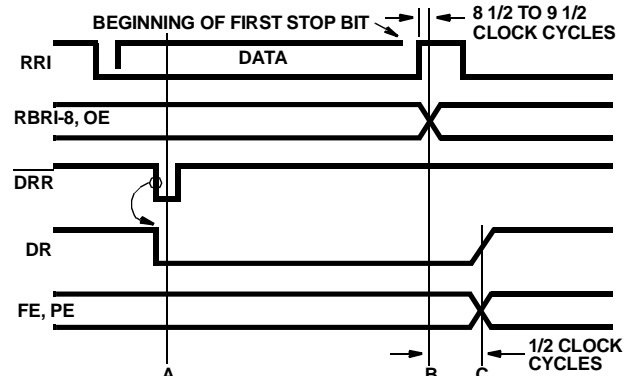 BEGINNING OF FIRST STOP BIT
8 1/2 TO 9 1/2
CLOCK CYCLES
RRI
DATA
RBRI-8, OE
DRR
DR
FE, PE
1/2 CLOCK
CYCLES
A
B
C